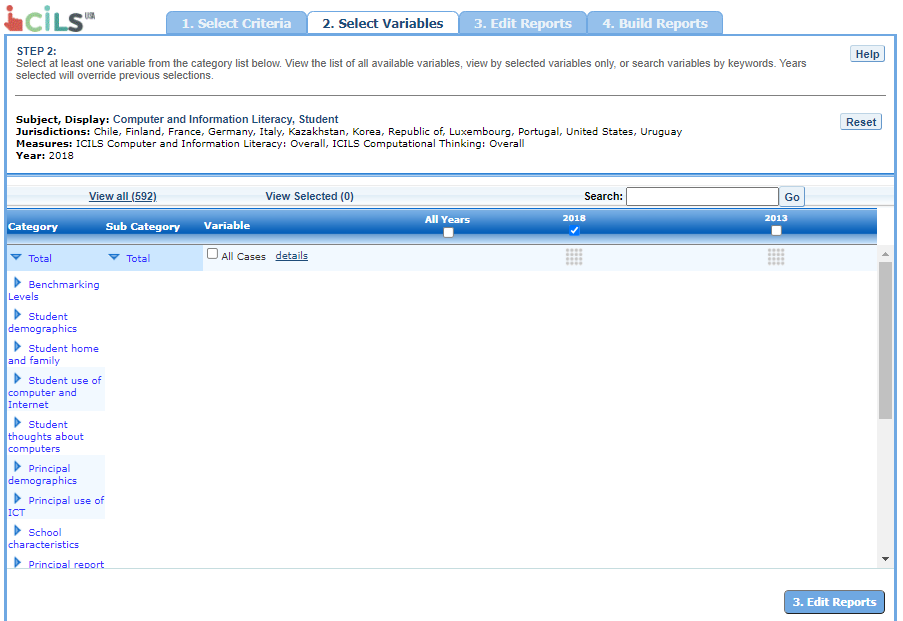 iCILS USA
1. Select Criteria
2. Select Variables
3. Edit Reports
4. Build Reports
STEP 2:
Select at least one variable from the category list below. View the list of all available variables, view by selected variables only, or search variables by keywords. Years
selected will override previous selections.
Help
Subject, Display: Computer and Information Literacy, Student
Jurisdictions: Chile, Finland, France, Germany, Italy, Kazakhstan, Korea, Republic of, Luxembourg, Portugal, United States, Uruguay
Measures: ICILS Computer and Information Literacy: Overall, ICILS Computational Thinking: Overall
Year: 2018
Reset
View all (592)
View Selected (0)
Search:
Go
Category
Sub Category
Variable
All Years
2018
2013
Total
Total
All Cases details
Benchmarking
Levels
Student
demographics
Student home
and family
Student use of
computer and
Internet
Student
thoughts about
computers
Principal
demographics
Principal use of
ICT
School
characteristics
Principal report
3. Edit Reports